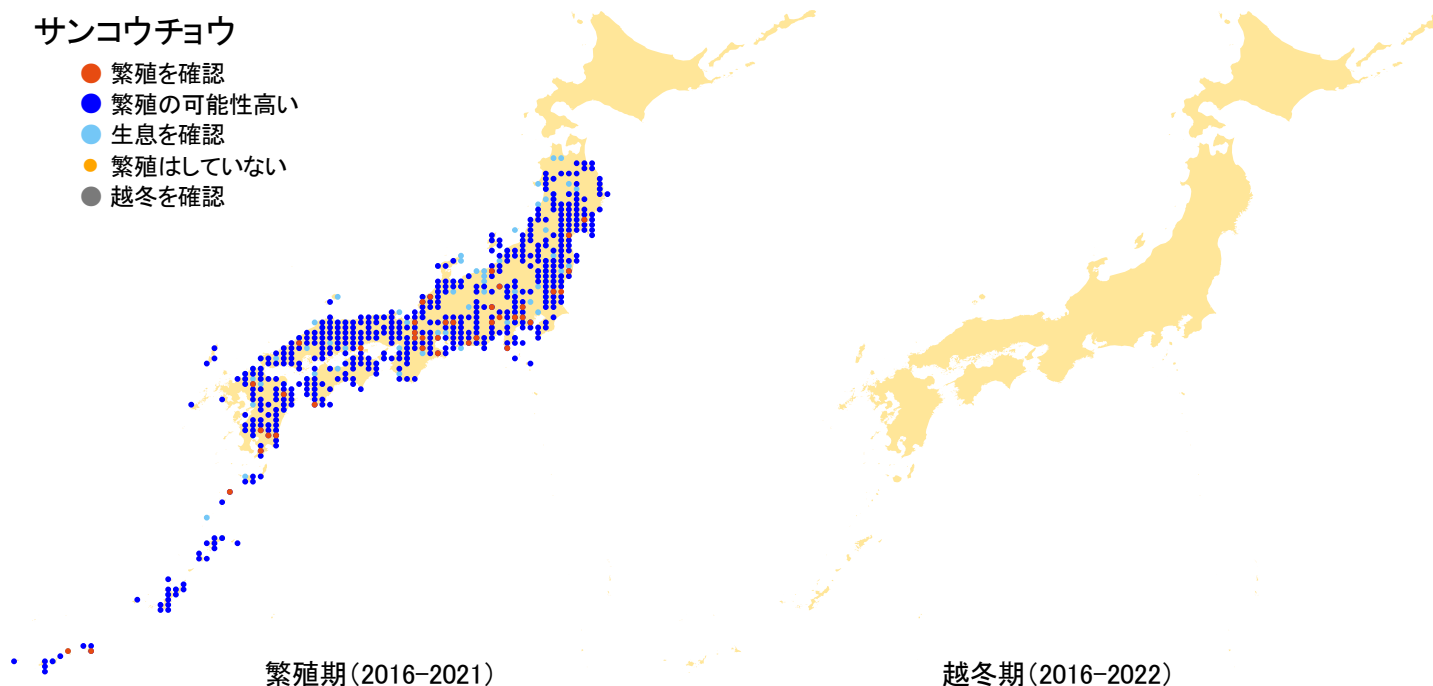 サンコウチョウ
繁殖を確認
繁殖の可能性高い
生息を確認
繁殖はしていない
越冬を確認
繁殖期(2016-2021)
越冬期(2016-2022)